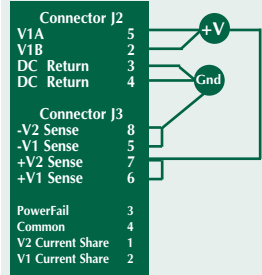 Connector J2
V1A 5
V1B 2
DC Return 3
DC Return 4
+V
Gnd
Connector J3
-V2 Sense 8
-V1 Sense 5
+V2 Sense 7
+V1 Sense 6
PowerFail 3
Common 4
V2 Current Share 1
V1 Current Share 2